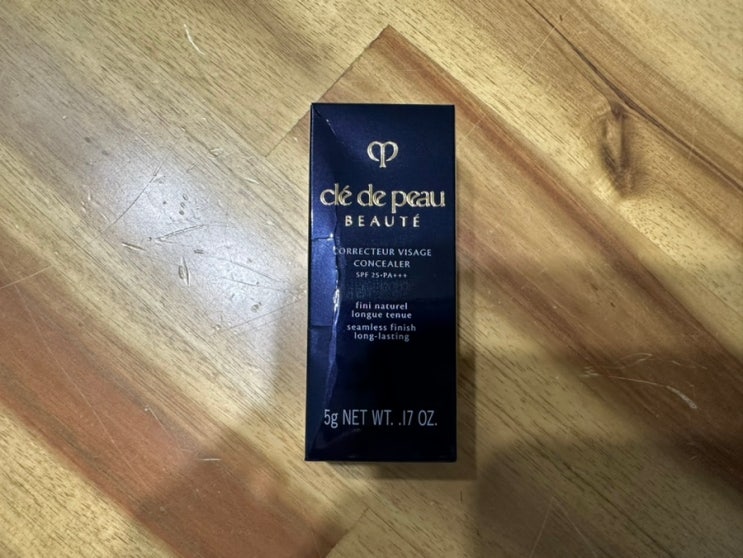 clé de peau
BEAUTÉ
CORRECTEUR VISAGE
CONCEALER
SPF 25•PA+++
fini naturel
longue tenue
seamless finish
long-lasting
5g NET WT. .17 OZ.